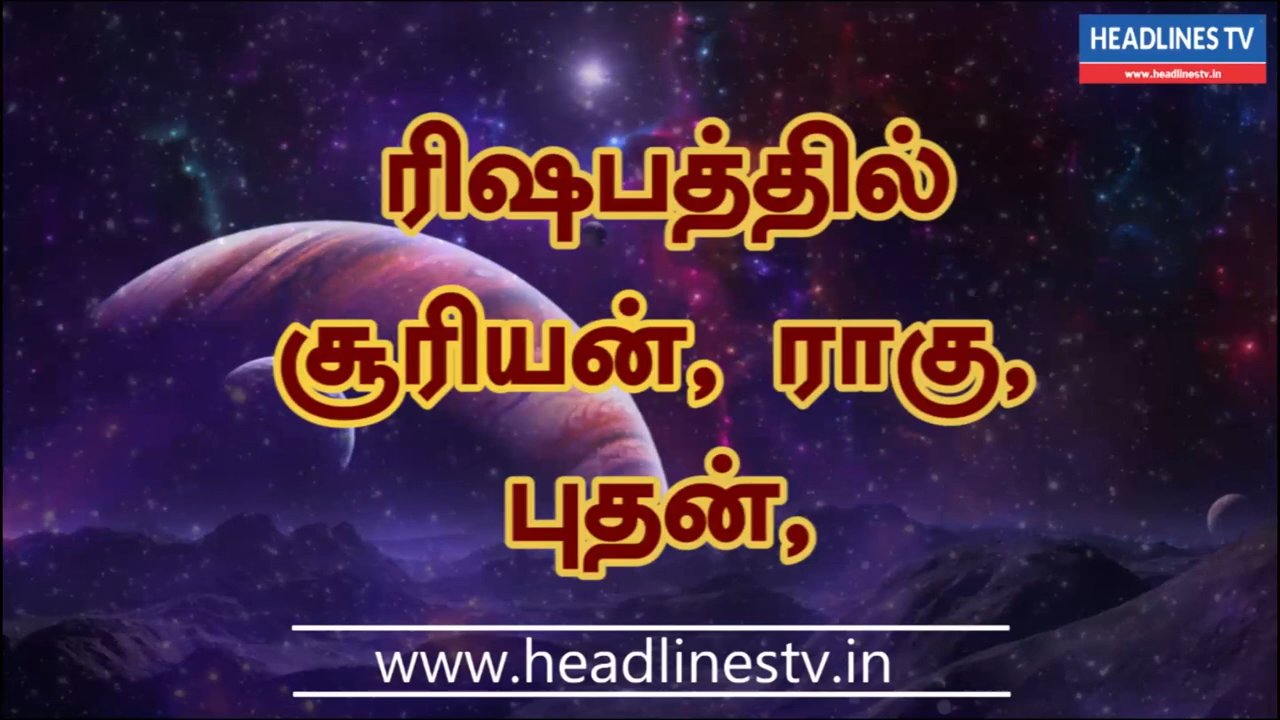 HEADLINES TV
www.headlinestv.in
ரிஷபத்தில்
சூரியன், ராகு,
புதன்,
www.headlinestv.in